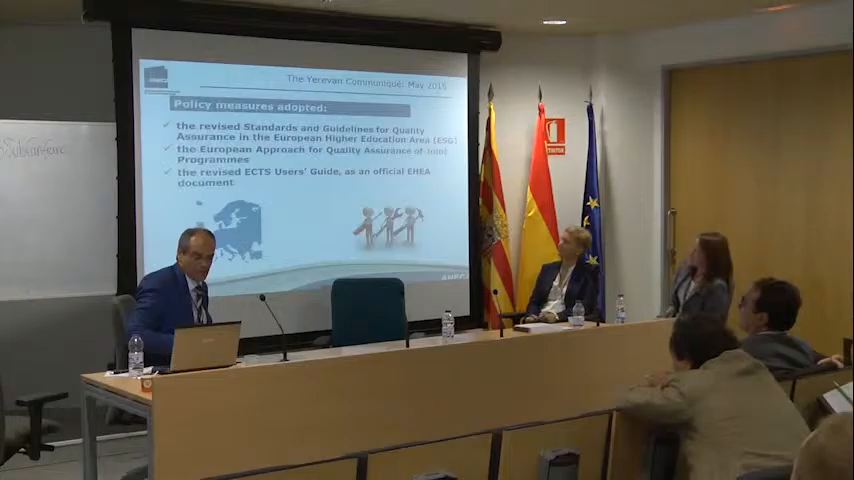 The Yerevan Communiqué: May 2015
Policy measures adopted:
✓ the revised Standards and Guidelines for Quality
Assurance in the European Higher Education Area (ESG)
✓ the European Approach for Quality Assurance of Joint
Programmes
✓ the revised ECTS Users' Guide, as an official EHEA
document